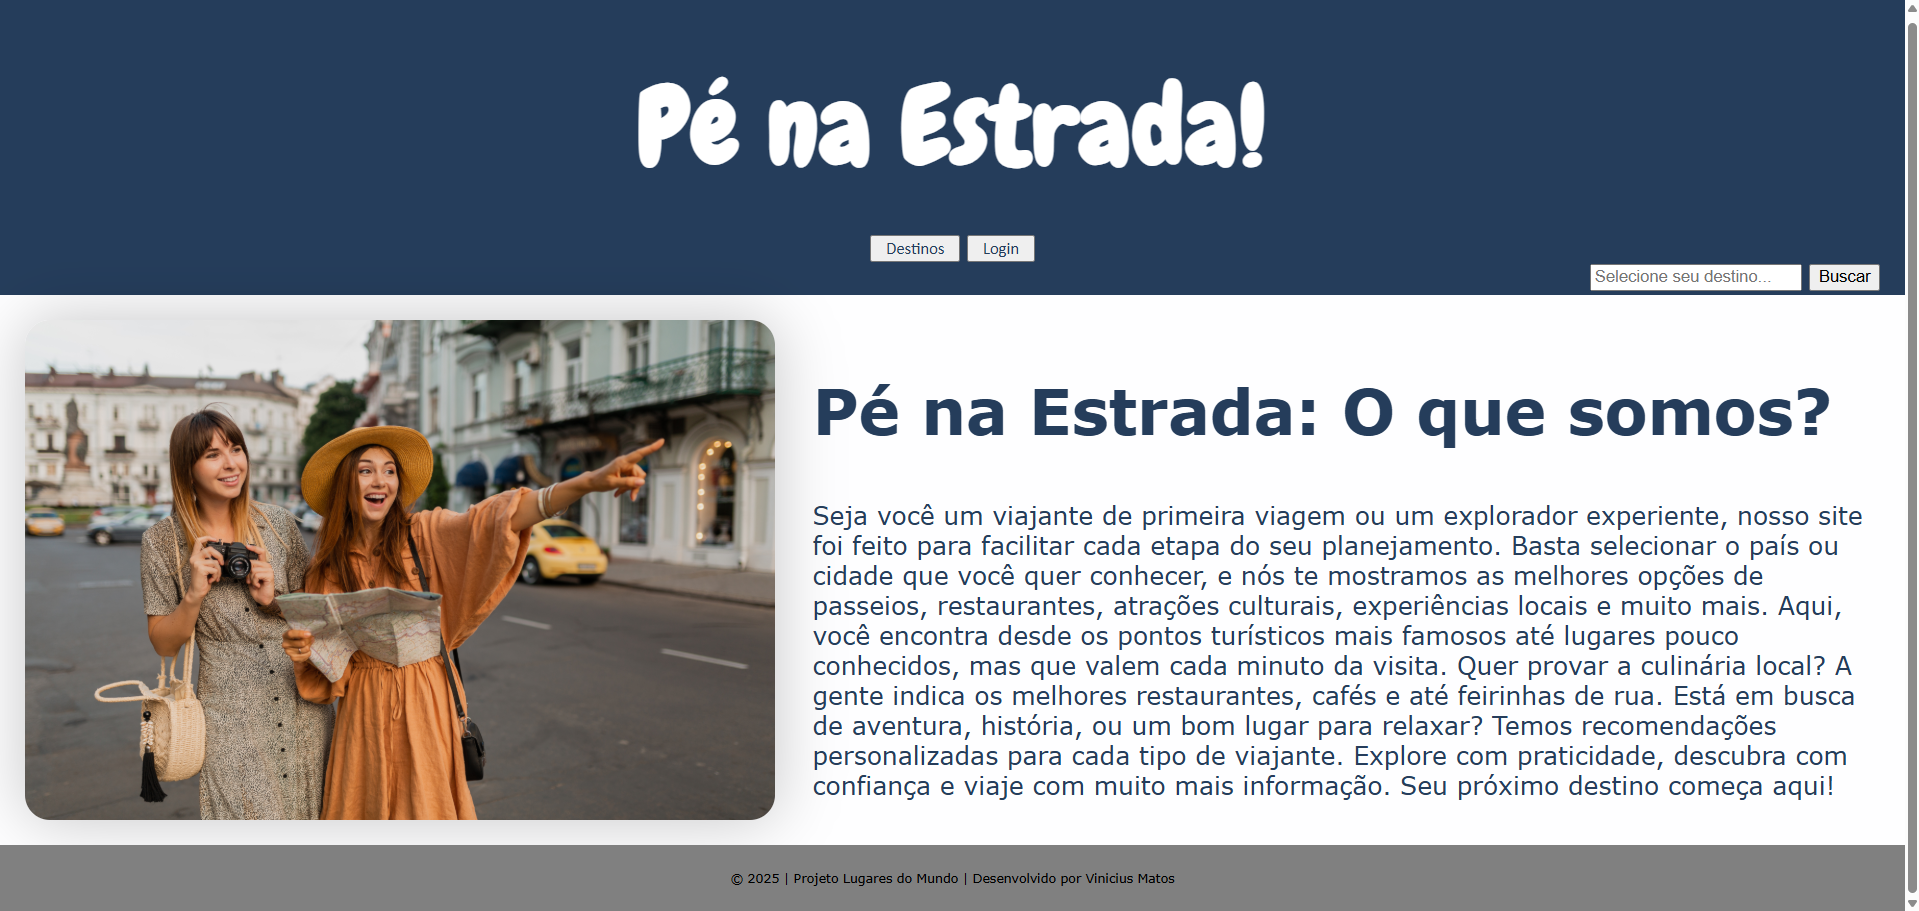 Pé na Estrada!
Destinos
Login
Selecione seu destino...
Buscar
Pé na Estrada: O que somos?
Seja você um viajante de primeira viagem ou um explorador experiente, nosso site
foi feito para facilitar cada etapa do seu planejamento. Basta selecionar o país ou
cidade que você quer conhecer, e nós te mostramos as melhores opções de
passeios, restaurantes, atrações culturais, experiências locais e muito mais. Aqui,
você encontra desde os pontos turísticos mais famosos até lugares pouco
conhecidos, mas que valem cada minuto da visita. Quer provar a culinária local? A
gente indica os melhores restaurantes, cafés e até feirinhas de rua. Está em busca
de aventura, história, ou um bom lugar para relaxar? Temos recomendações
personalizadas para cada tipo de viajante. Explore com praticidade, descubra com
confiança e viaje com muito mais informação. Seu próximo destino começa aqui!
© 2025 | Projeto Lugares do Mundo | Desenvolvido por Vinicius Matos